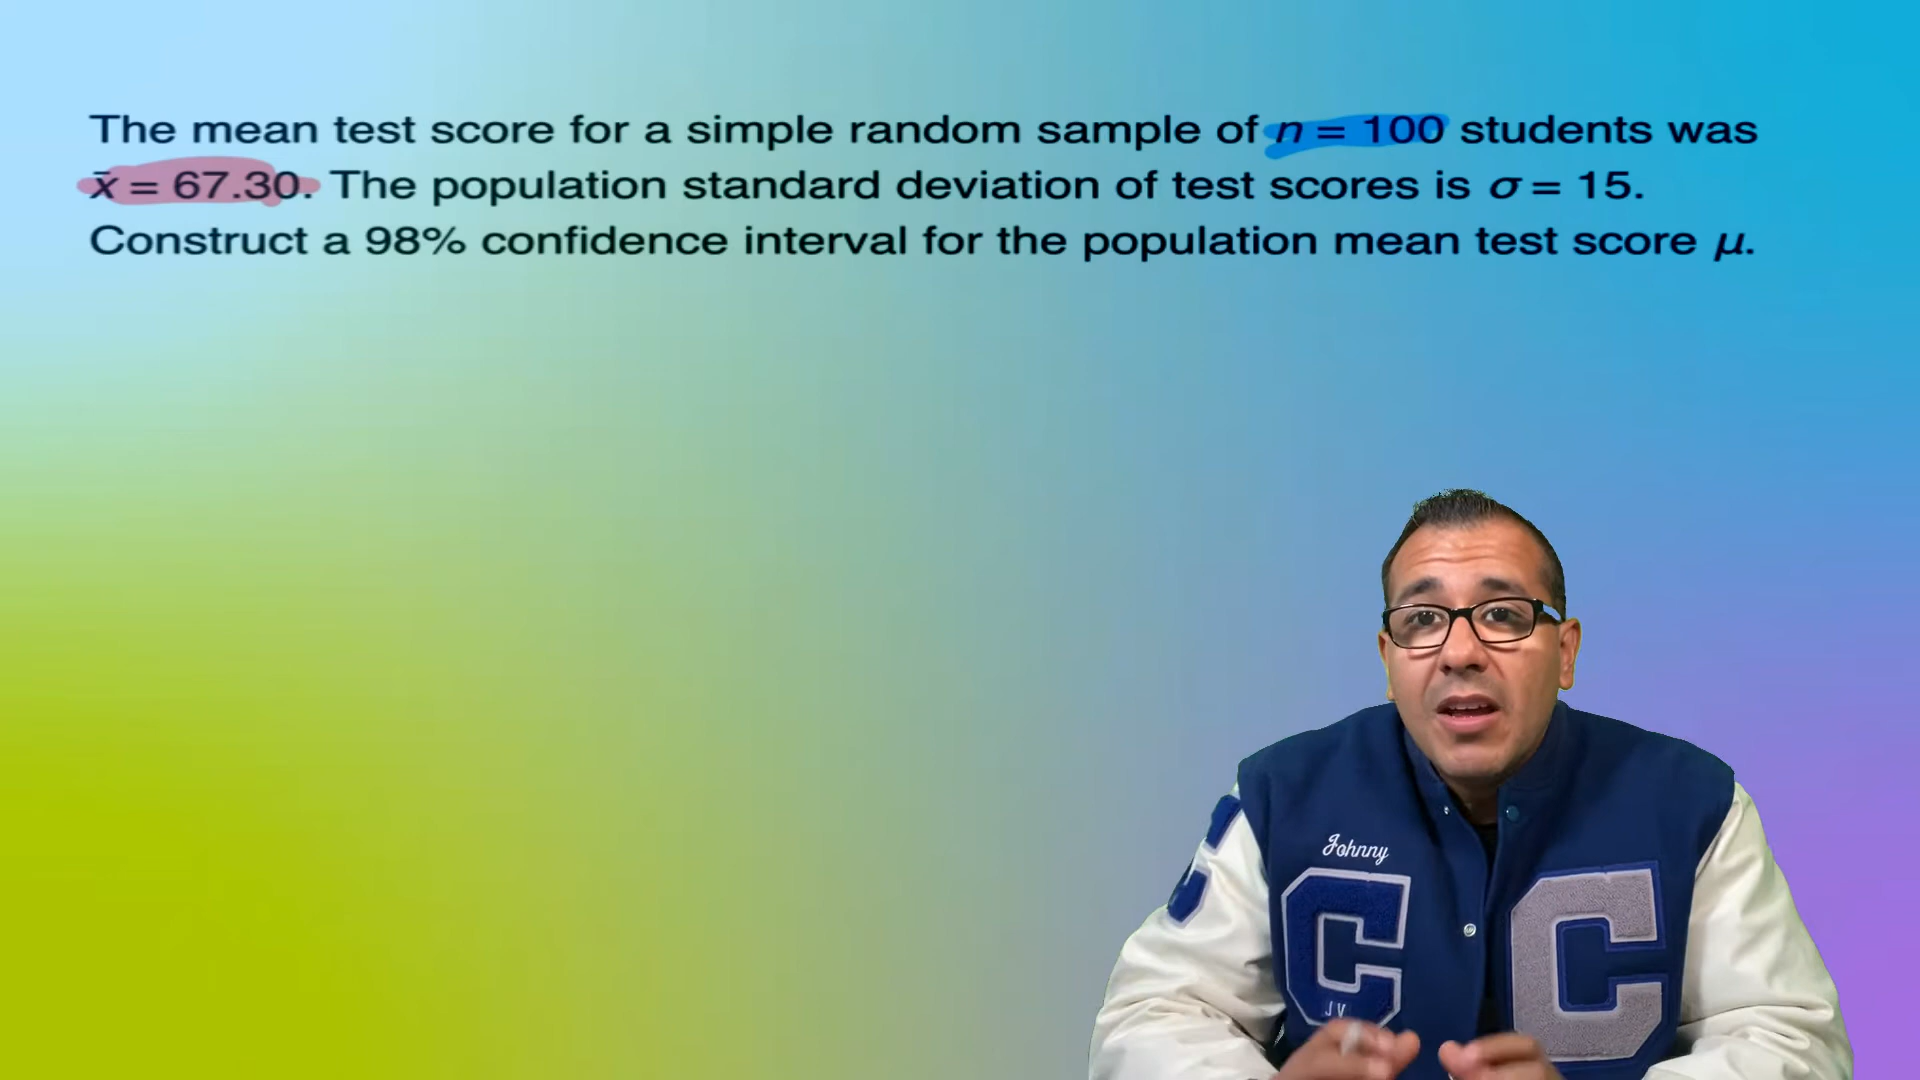 The mean test score for a simple random sample of n = 100 students was
x̄ = 67.30. The population standard deviation of test scores is σ = 15.
Construct a 98% confidence interval for the population mean test score μ.
Johnny
C C
JV